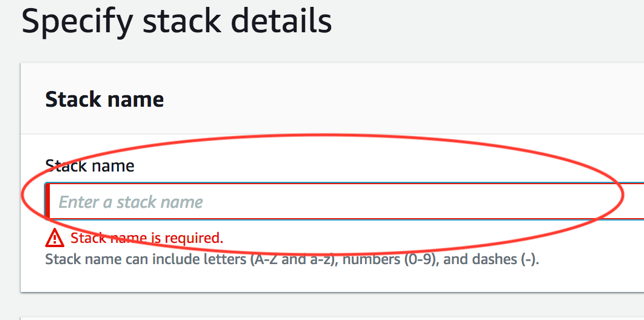 Specify stack details
Stack name
Stack name
Enter a stack name
Stack name is required.
Stack name can include letters (A-Z and a-z), numbers (0-9), and dashes (-).